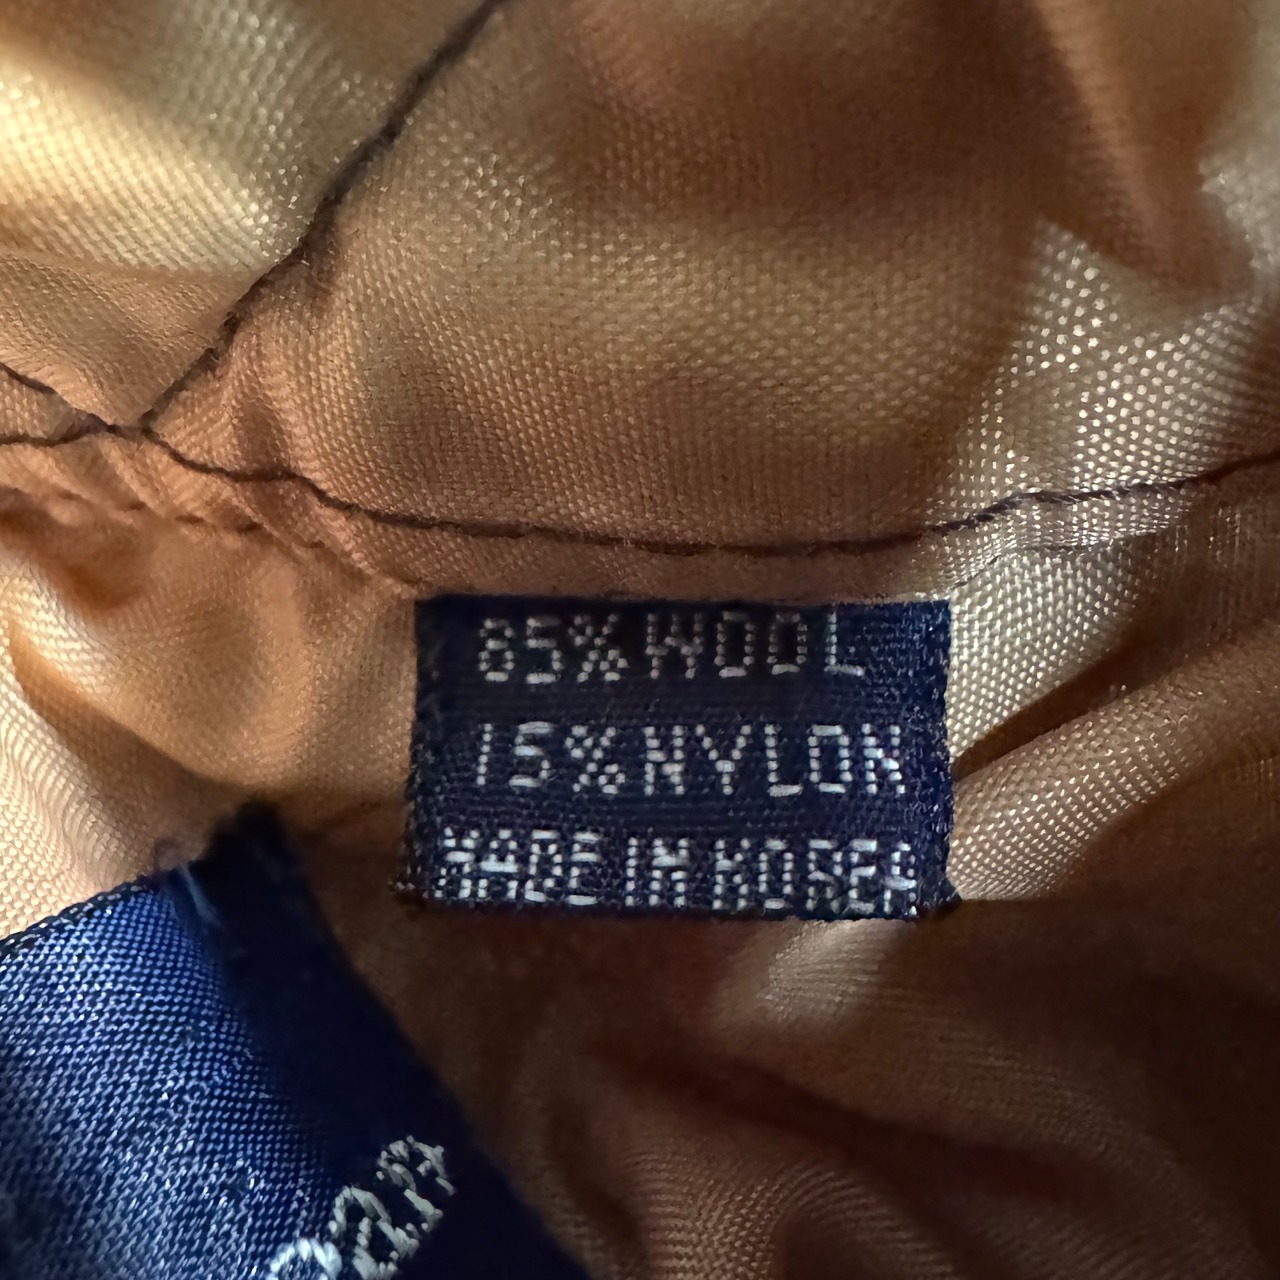 85% WOOL
15% NYLON
MADE IN KOREA